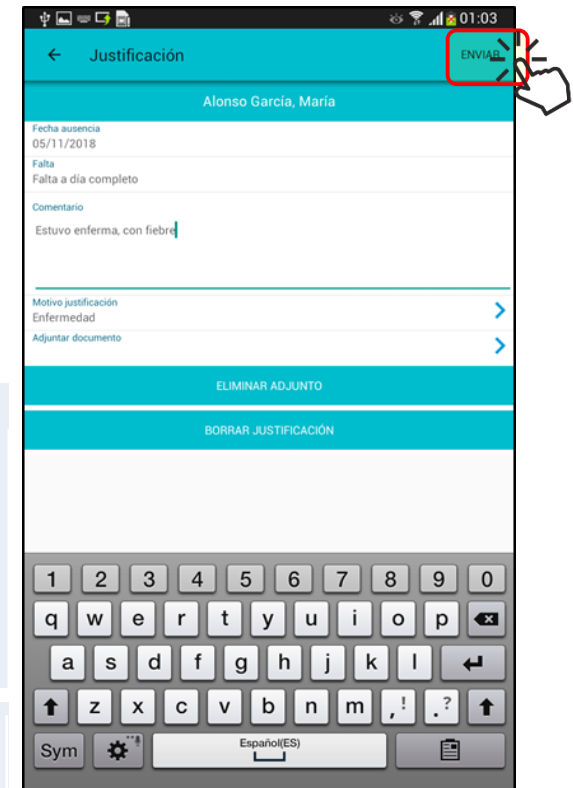 01:03
Justificación
ENVIAR
Alonso García, María
Fecha ausencia
05/11/2018
Falta
Falta a día completo
Comentario
Estuvo enferma, con fiebre
Motivo justificación
Enfermedad
Adjuntar documento
ELIMINAR ADJUNTO
BORRAR JUSTIFICACIÓN
1 2 3 4 5 6 7 8 9 0
q w e r t y u i o p
a s d f g h j k l
z x c v b n m ,! .?
Sym Español(ES)